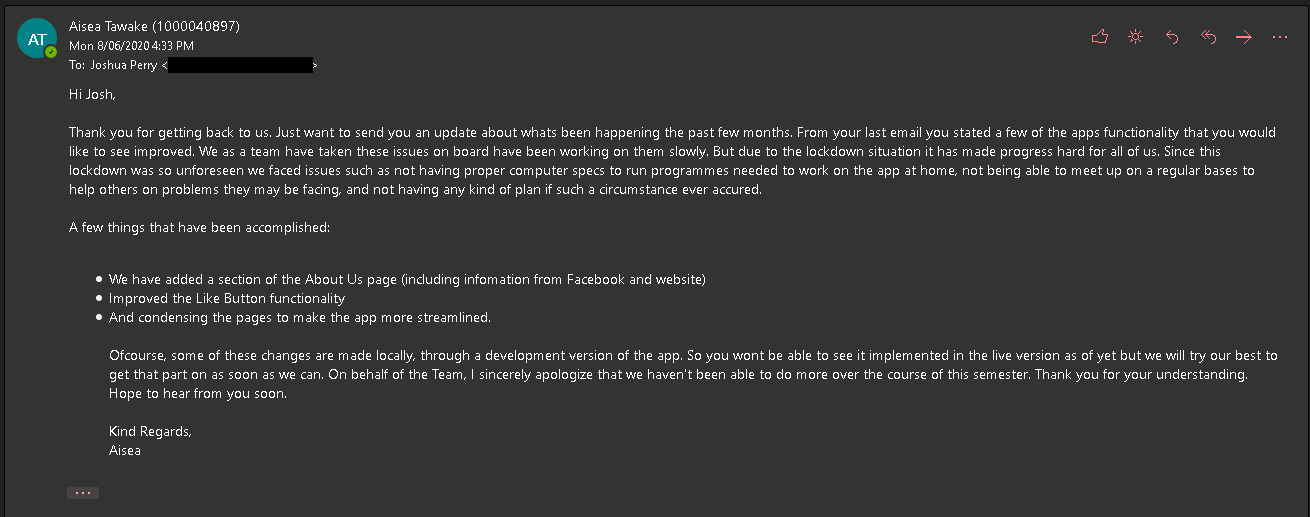 AT
Aisea Tawake (1000040897)
Mon 8/06/2020 4:33 PM
To: Joshua Perry < >
Hi Josh,
Thank you for getting back to us. Just want to send you an update about whats been happening the past few months. From your last email you stated a few of the apps functionality that you would
like to see improved. We as a team have taken these issues on board have been working on them slowly. But due to the lockdown situation it has made progress hard for all of us. Since this
lockdown was so unforeseen we faced issues such as not having proper computer specs to run programmes needed to work on the app at home, not being able to meet up on a regular bases to
help others on problems they may be facing, and not having any kind of plan if such a circumstance ever accured.
A few things that have been accomplished:
• We have added a section of the About Us page (including infomation from Facebook and website)
• Improved the Like Button functionality
• And condensing the pages to make the app more streamlined.
Ofcourse, some of these changes are made locally, through a development version of the app. So you wont be able to see it implemented in the live version as of yet but we will try our best to
get that part on as soon as we can. On behalf of the Team, I sincerely apologize that we haven't been able to do more over the course of this semester. Thank you for your understanding.
Hope to hear from you soon.
Kind Regards,
Aisea